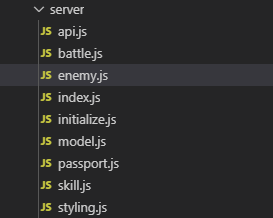 server
JS api.js
JS battle.js
JS enemy.js
JS index.js
JS initialize.js
JS model.js
JS passport.js
JS skill.js
JS styling.js